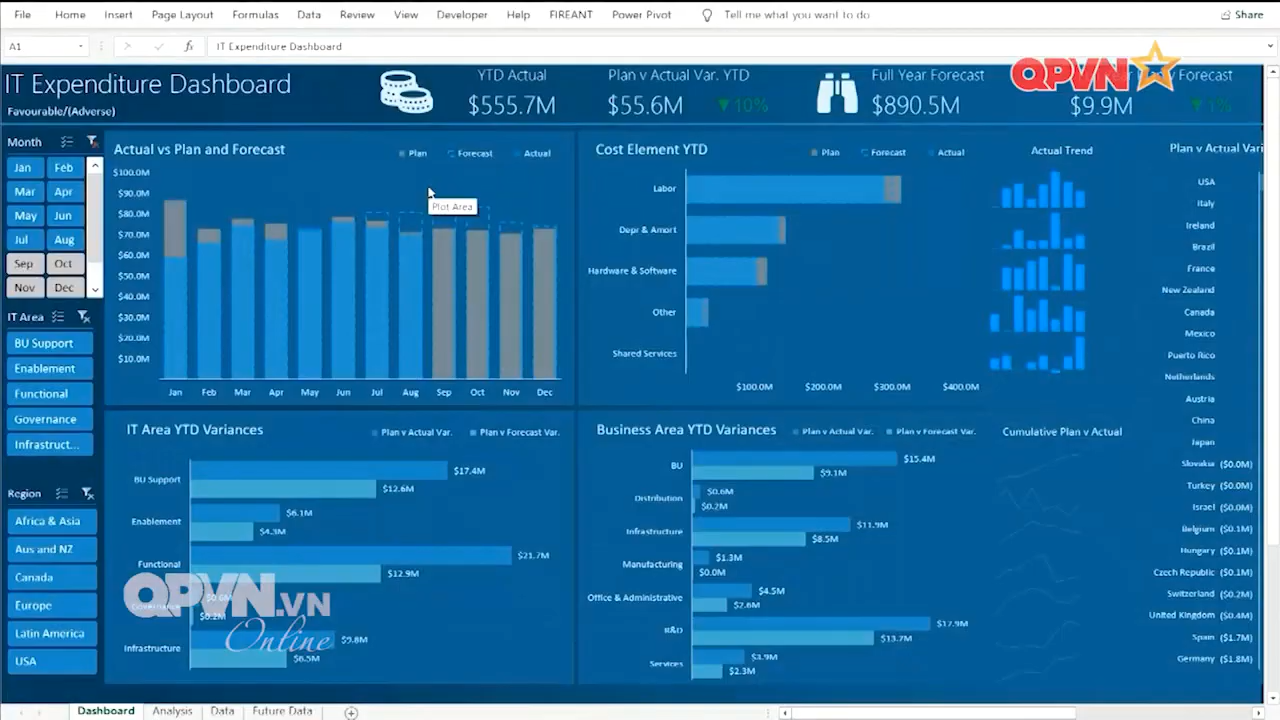 File Home Insert Page Layout Formulas Data Review View Developer Help FIREANT Power Pivot Tell me what you want to do Share
A1 fx IT Expenditure Dashboard
IT Expenditure Dashboard
Favourable/(Adverse)
YTD Actual
$555.7M
Plan v Actual Var. YTD
$55.6M ▼10%
Full Year Forecast
$890.5M
Forecast
$9.9M ▼1%
QPVN
Month
Jan Feb
Mar Apr
May Jun
Jul Aug
Sep Oct
Nov Dec
IT Area
BU Support
Enablement
Functional
Governance
Infrastruct...
Region
Africa & Asia
Aus and NZ
Canada
Europe
Latin America
USA
Actual vs Plan and Forecast
Plan Forecast Actual
$100.0M
$90.0M
$80.0M
$70.0M
$60.0M
$50.0M
$40.0M
$30.0M
$20.0M
$10.0M
Plot Area
Jan Feb Mar Apr May Jun Jul Aug Sep Oct Nov Dec
Cost Element YTD
Plan Forecast Actual
Actual Trend
Labor
Depr & Amort
Hardware & Software
Other
Shared Services
$100.0M $200.0M $300.0M $400.0M
Plan v Actual Vari
USA
Italy
Ireland
Brazil
France
New Zealand
Canada
Mexico
Puerto Rico
Netherlands
Austria
China
Japan
Slovakia ($0.0M)
Turkey ($0.0M)
Israel ($0.0M)
Belgium ($0.1M)
Hungary ($0.1M)
Czech Republic ($0.1M)
Switzerland ($0.2M)
United Kingdom ($0.4M)
Spain ($1.7M)
Germany ($1.8M)
IT Area YTD Variances
Plan v Actual Var. Plan v Forecast Var.
BU Support $17.4M
$12.6M
Enablement $6.1M
$4.3M
Functional $21.7M
$12.9M
Governance
$0.2M
Infrastructure $9.8M
$6.5M
QPVN.VN
Online
Business Area YTD Variances
Plan v Actual Var. Plan v Forecast Var.
Cumulative Plan v Actual
BU $15.4M
$9.1M
Distribution $0.6M
$0.2M
Infrastructure $11.9M
$8.5M
Manufacturing $1.3M
$0.0M
Office & Administrative $4.5M
$2.6M
R&D $17.9M
$13.7M
Services $3.9M
$2.3M
Dashboard Analysis Data Future Data